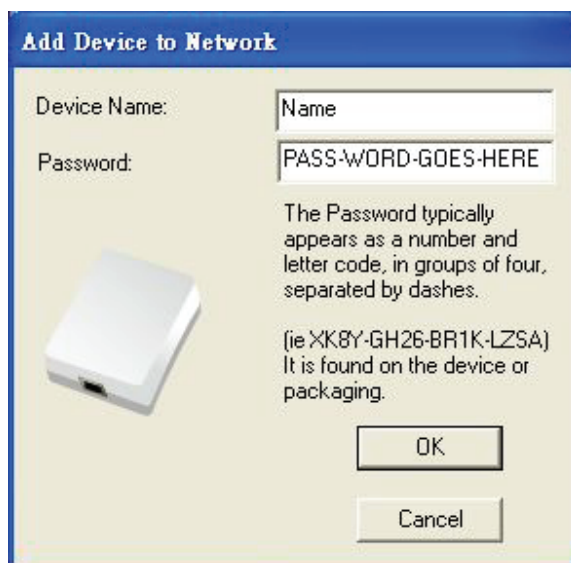 Add Device to Network
Device Name:
Name
Password:
PASS-WORD-GOES-HERE
The Password typically
appears as a number and
letter code, in groups of four,
separated by dashes.
(ie XK8Y-GH26-BR1K-LZSA)
It is found on the device or
packaging.
OK
Cancel